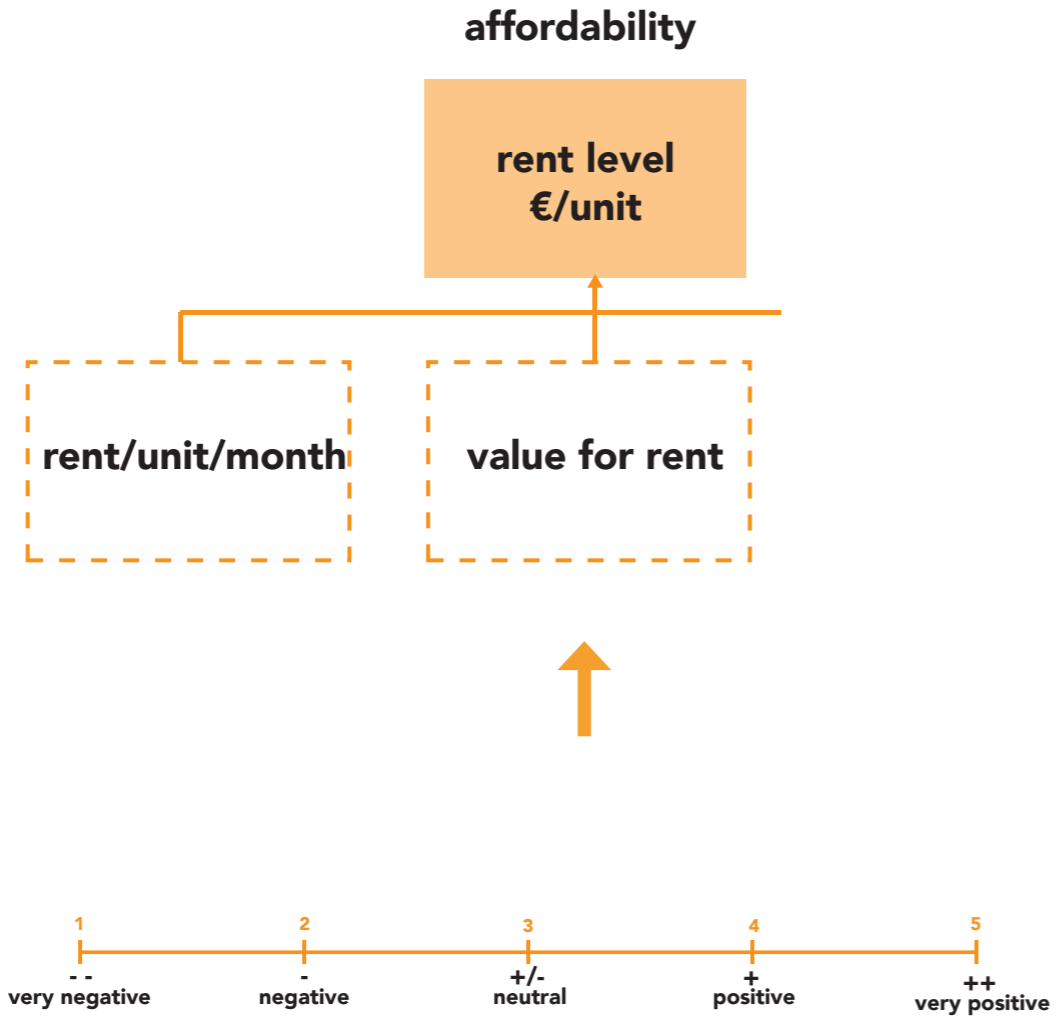 affordability
rent level
€/unit
rent/unit/month
value for rent
1
2
3
4
5
- -
-
+/-
+
++
very negative
negative
neutral
positive
very positive